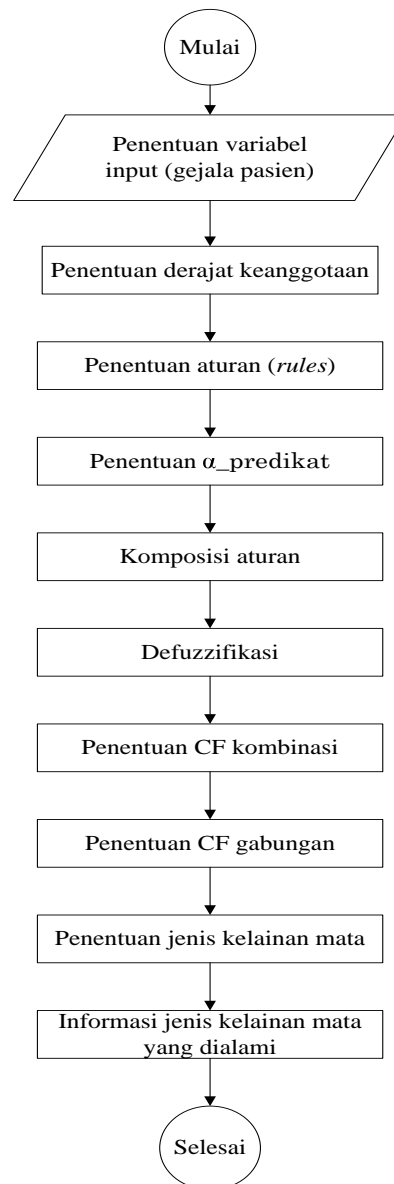 Mulai
Penentuan variabel
input (gejala pasien)
Penentuan derajat keanggotaan
Penentuan aturan (rules)
Penentuan α_predikat
Komposisi aturan
Defuzzifikasi
Penentuan CF kombinasi
Penentuan CF gabungan
Penentuan jenis kelainan mata
Informasi jenis kelainan mata
yang dialami
Selesai